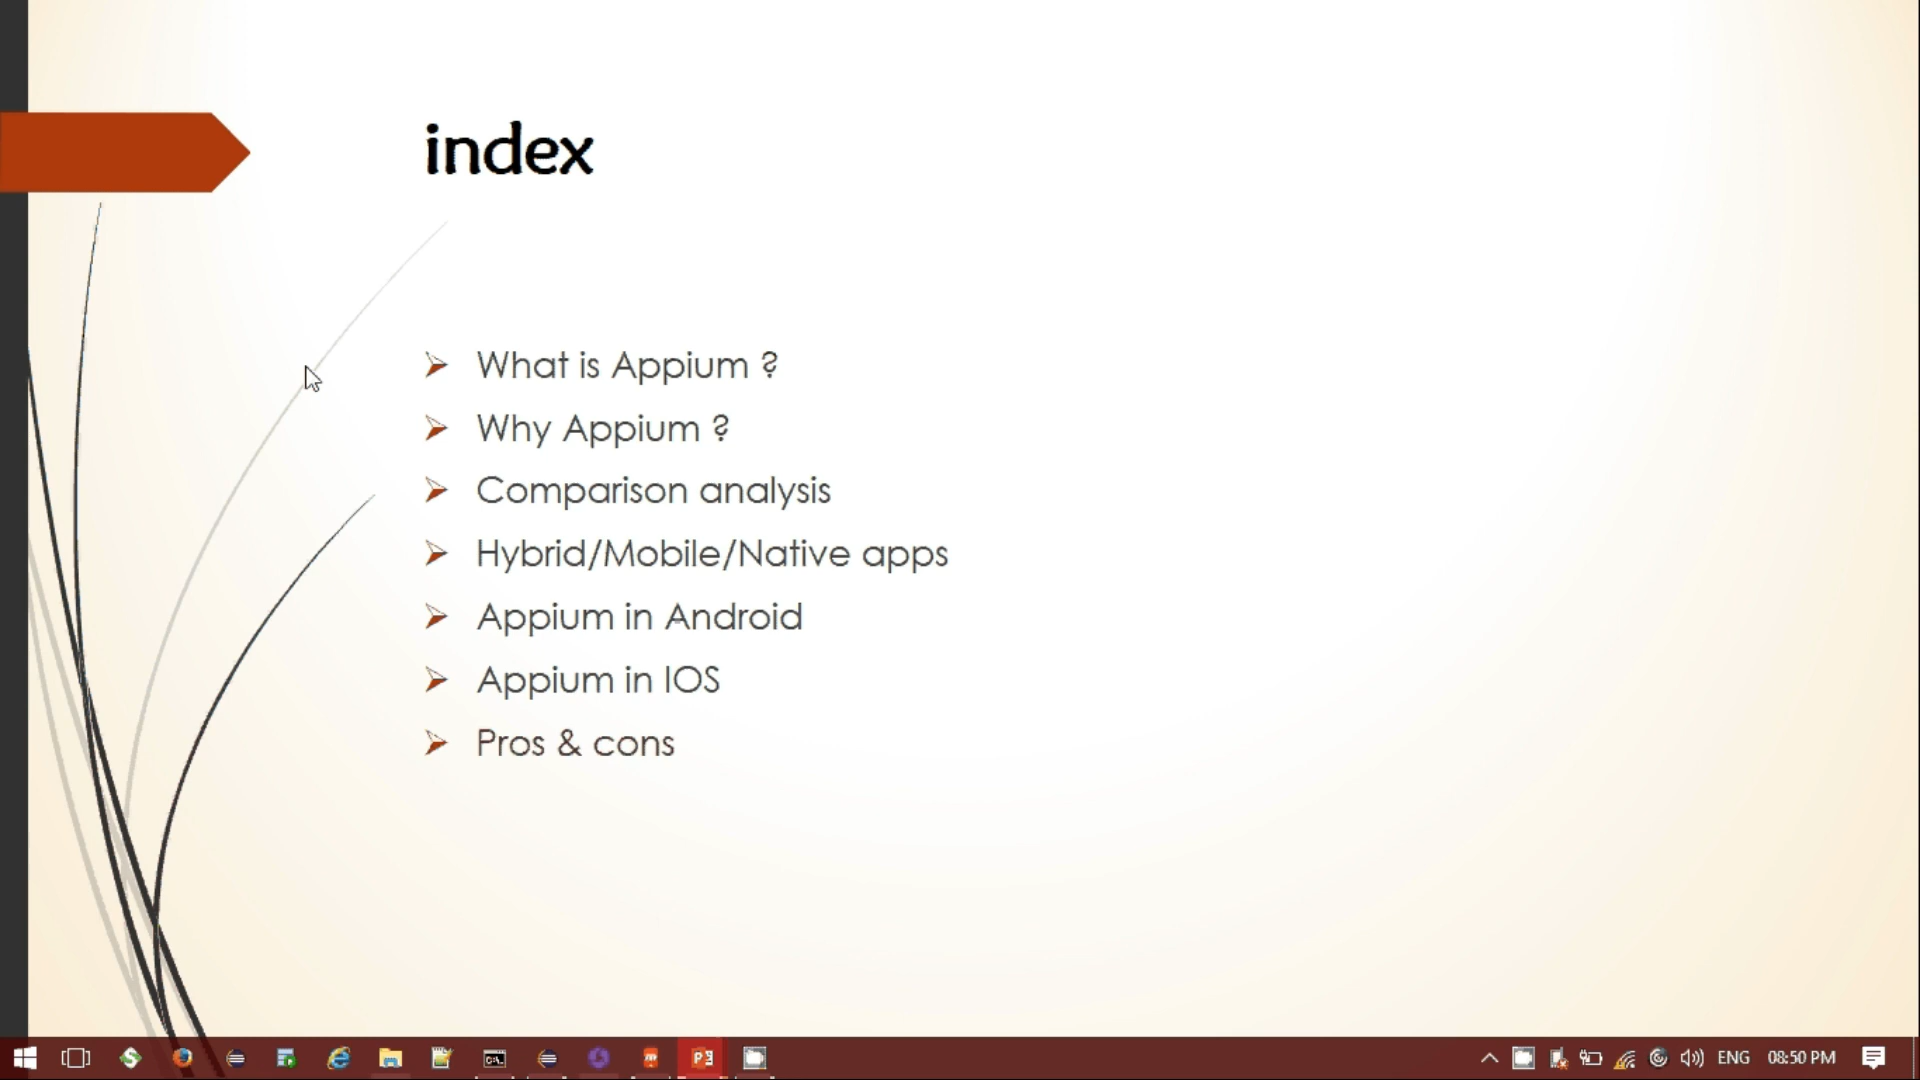 index
What is Appium ?
Why Appium ?
Comparison analysis
Hybrid/Mobile/Native apps
Appium in Android
Appium in IOS
Pros & cons
ENG 08:50 PM